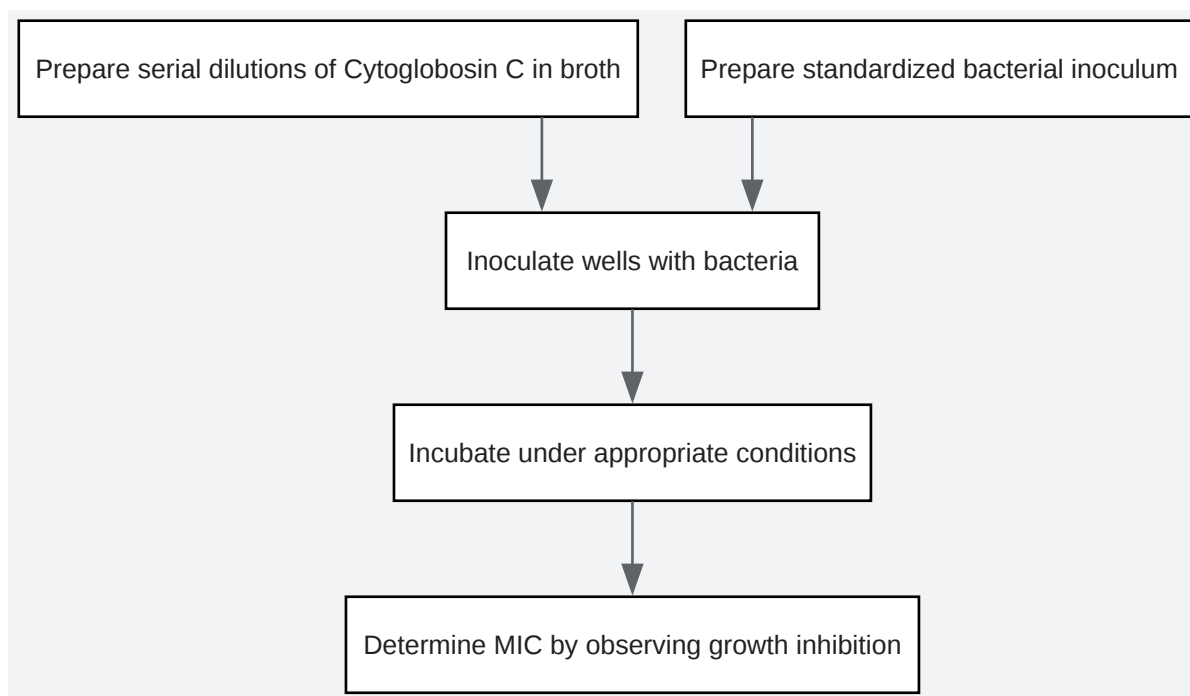 Prepare serial dilutions of Cytoglobosin C in broth
Prepare standardized bacterial inoculum
Inoculate wells with bacteria
Incubate under appropriate conditions
Determine MIC by observing growth inhibition